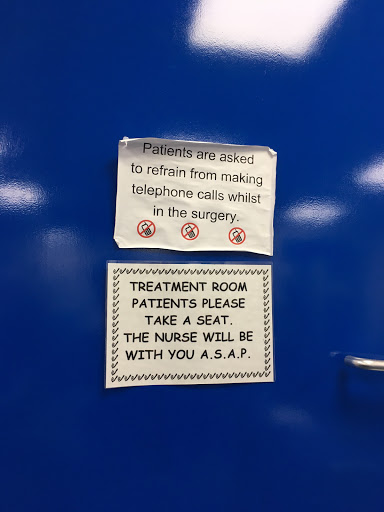 Patients are asked
to refrain from making
telephone calls whilst
in the surgery.
TREATMENT ROOM
PATIENTS PLEASE
TAKE A SEAT.
THE NURSE WILL BE
WITH YOU A.S.A.P.